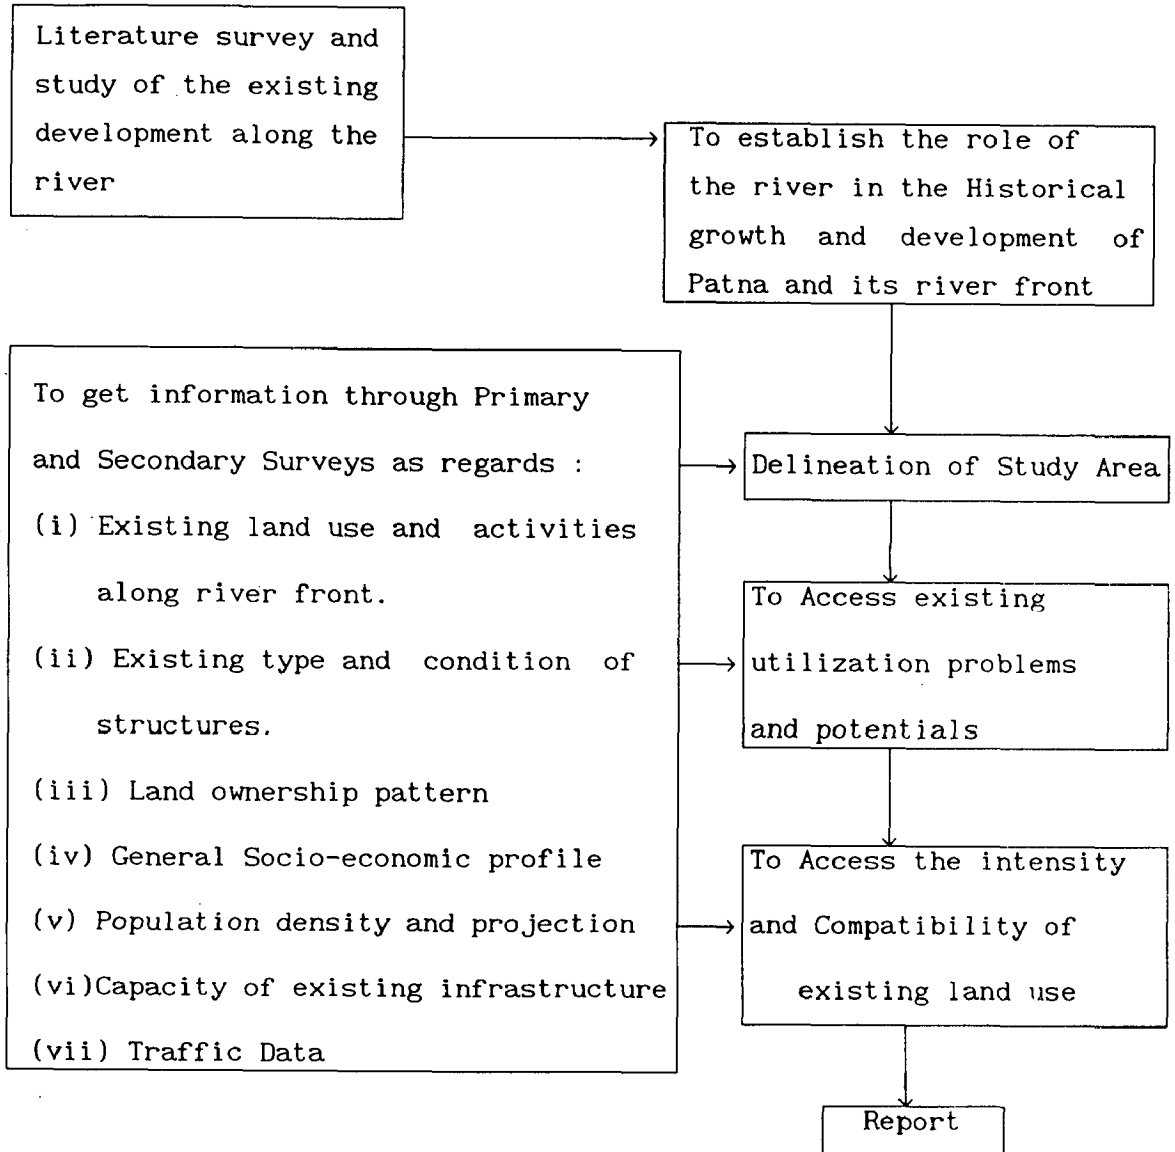 Literature survey and
study of the existing
development along the
river
To establish the role of
the river in the Historical
growth and development of
Patna and its river front
To get information through Primary
and Secondary Surveys as regards :
(i) Existing land use and activities
along river front.
(ii) Existing type and condition of
structures.
(iii) Land ownership pattern
(iv) General Socio-economic profile
(v) Population density and projection
(vi)Capacity of existing infrastructure
(vii) Traffic Data
Delineation of Study Area
To Access existing
utilization problems
and potentials
To Access the intensity
and Compatibility of
existing land use
Report